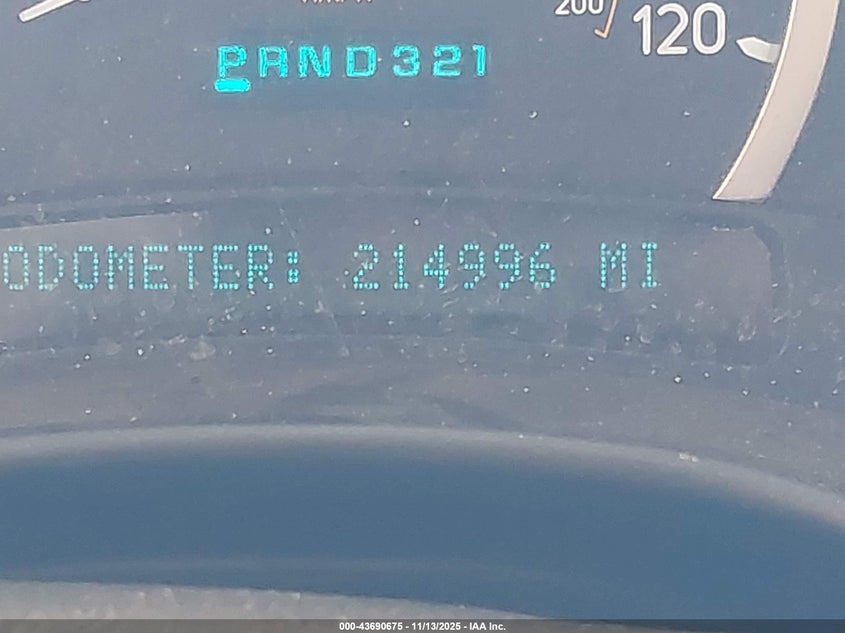 200
120
PRND321
ODOMETER: 214996 MI
000-43690675 - 11/13/2025 - IAA Inc.